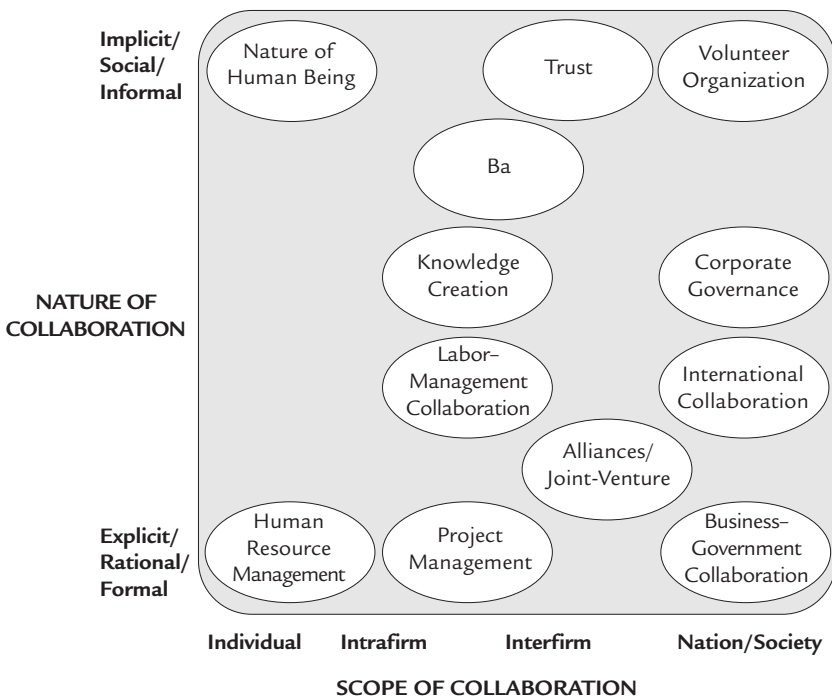 Implicit/
Social/
Informal
Nature of
Human Being
Trust
Volunteer
Organization
Ba
NATURE OF
COLLABORATION
Knowledge
Creation
Corporate
Governance
Labor–
Management
Collaboration
International
Collaboration
Alliances/
Joint-Venture
Explicit/
Rational/
Formal
Human
Resource
Management
Project
Management
Business–
Government
Collaboration
Individual
Intrafirm
Interfirm
Nation/Society
SCOPE OF COLLABORATION